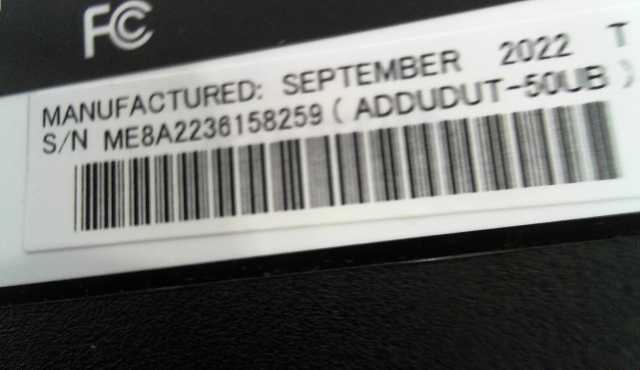 FC
MANUFACTURED: SEPTEMBER 2022 T
S/N ME8A2236158259 ( ADDUDUT-50UB )